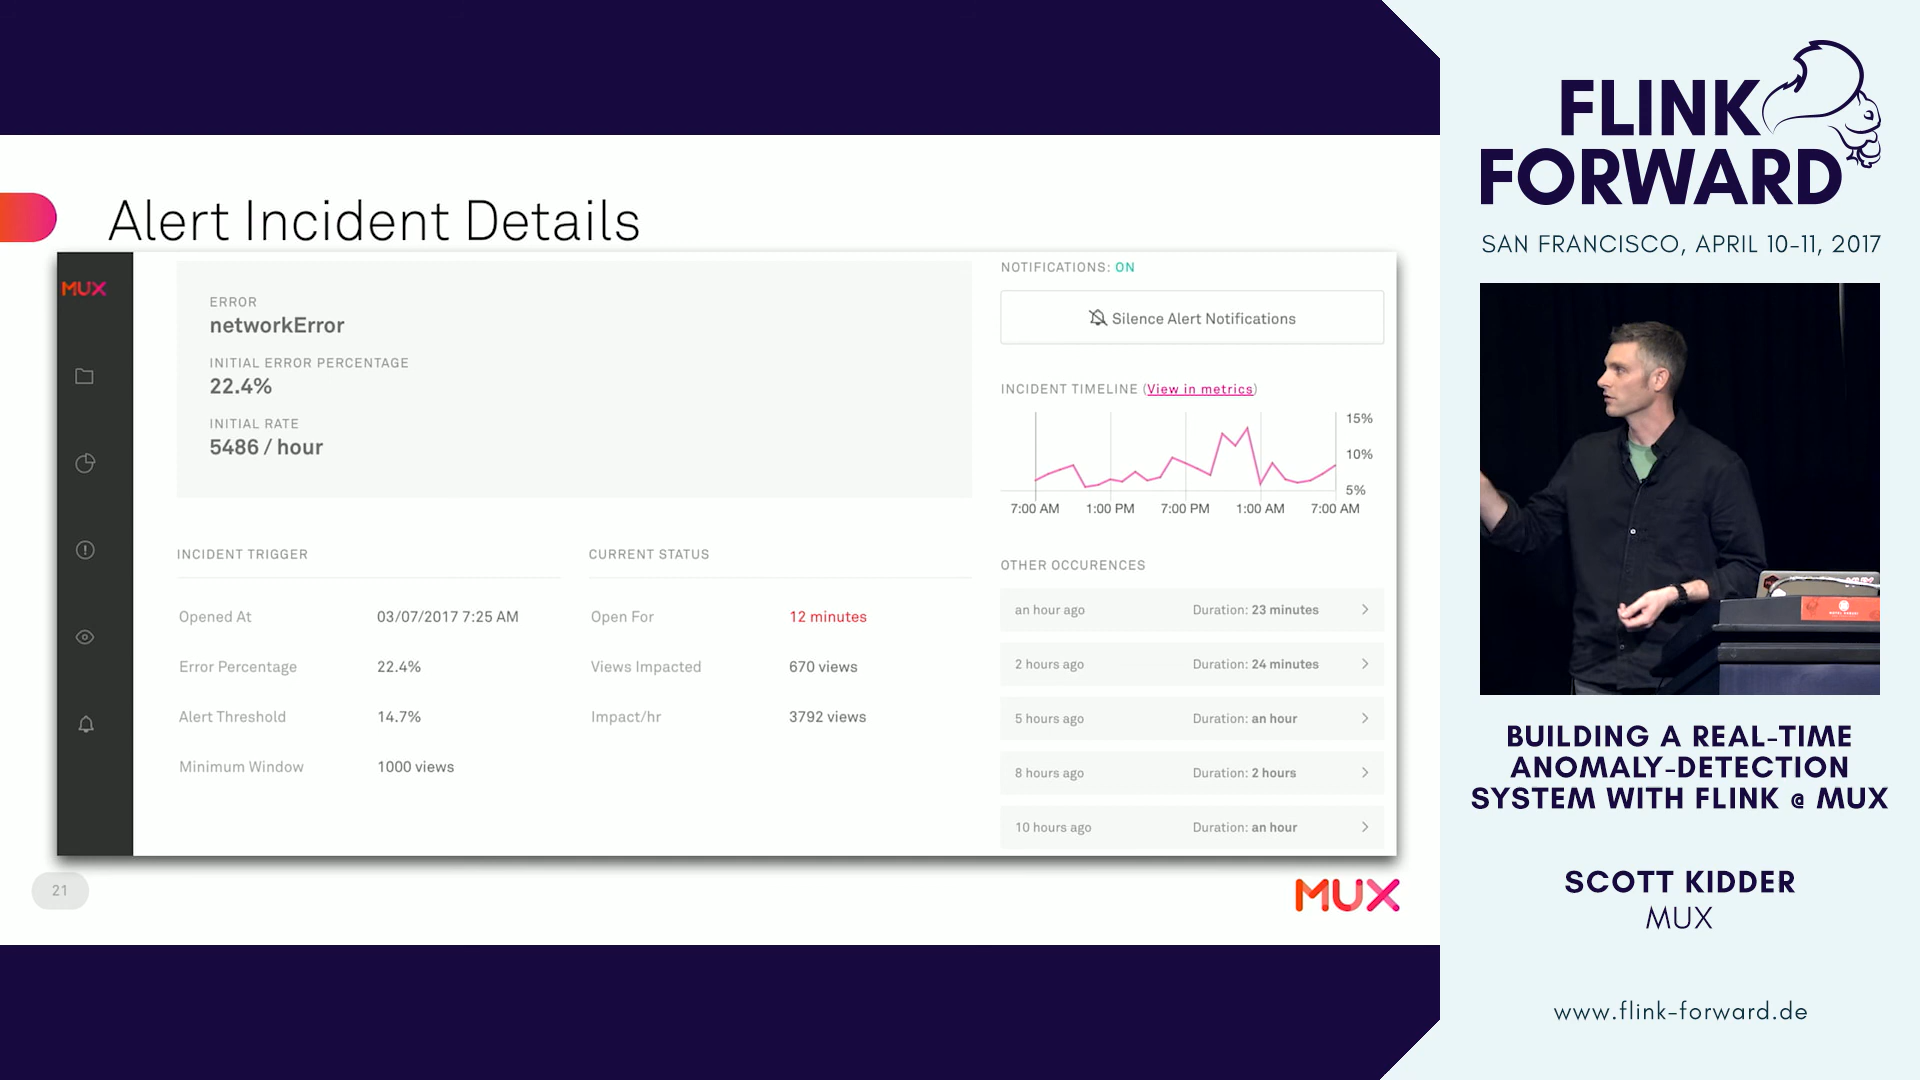 Alert Incident Details
MUX
ERROR
networkError
INITIAL ERROR PERCENTAGE
22.4%
INITIAL RATE
5486 / hour
INCIDENT TRIGGER
Opened At 03/07/2017 7:25 AM
Error Percentage 22.4%
Alert Threshold 14.7%
Minimum Window 1000 views
CURRENT STATUS
Open For 12 minutes
Views Impacted 670 views
Impact/hr 3792 views
NOTIFICATIONS: ON
Silence Alert Notifications
INCIDENT TIMELINE (View in metrics)
15%
10%
5%
7:00 AM 1:00 PM 7:00 PM 1:00 AM 7:00 AM
OTHER OCCURENCES
an hour ago Duration: 23 minutes
2 hours ago Duration: 24 minutes
5 hours ago Duration: an hour
8 hours ago Duration: 2 hours
10 hours ago Duration: an hour
21
MUX
FLINK
FORWARD
SAN FRANCISCO, APRIL 10-11, 2017
BUILDING A REAL-TIME
ANOMALY-DETECTION
SYSTEM WITH FLINK @ MUX
SCOTT KIDDER
MUX
www.flink-forward.de